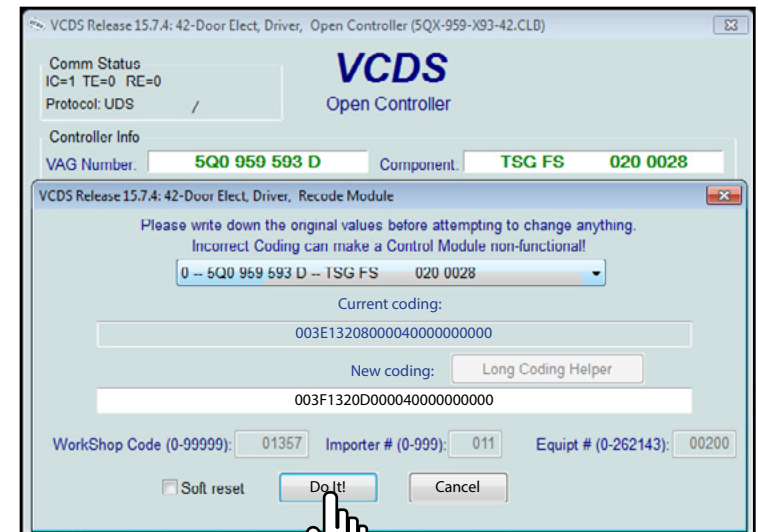 VCDS Release 15.7.4: 42-Door Elect, Driver, Open Controller (5QX-959-X93-42.CLB)
Comm Status
IC=1 TE=0 RE=0
Protocol: UDS /
VCDS
Open Controller
Controller Info
VAG Number: 5Q0 959 593 D Component: TSG FS 020 0028
VCDS Release 15.7.4: 42-Door Elect, Driver, Recode Module
Please write down the original values before attempting to change anything.
Incorrect Coding can make a Control Module non-functional!
0 -- 5Q0 959 593 D -- TSG FS 020 0028
Current coding:
003E13208000040000000000
New coding: Long Coding Helper
003F1320D000040000000000
WorkShop Code (0-99999): 01357 Importer # (0-999): 011 Equipt # (0-262143): 00200
Soft reset Do It! Cancel